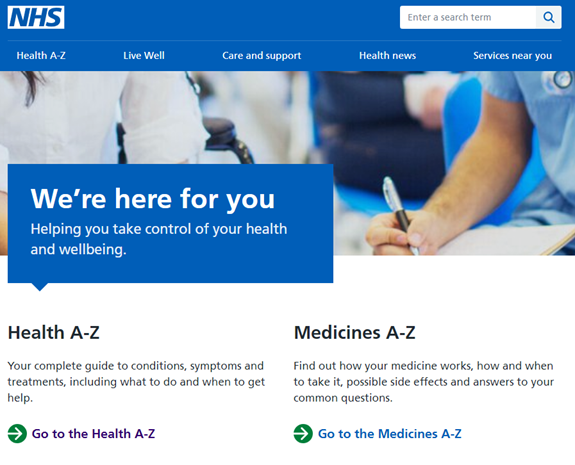 NHS
Enter a search term
Health A-Z Live Well Care and support Health news Services near you
We’re here for you
Helping you take control of your health
and wellbeing.
Health A-Z
Your complete guide to conditions, symptoms and
treatments, including what to do and when to get
help.
Go to the Health A-Z
Medicines A-Z
Find out how your medicine works, how and when
to take it, possible side effects and answers to your
common questions.
Go to the Medicines A-Z